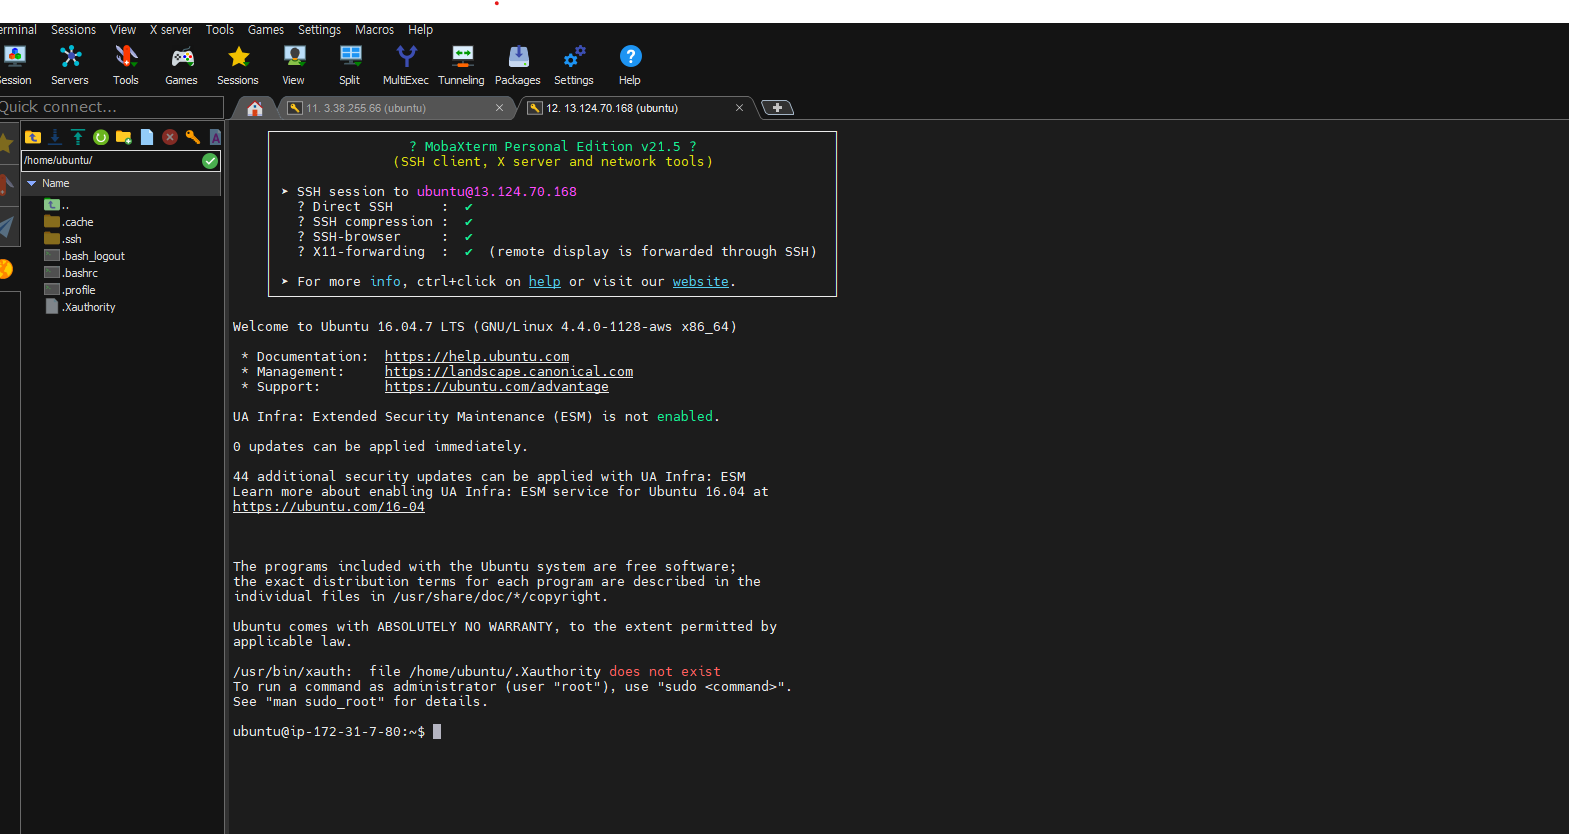 erminal Sessions View X server Tools Games Settings Macros Help
ession Servers Tools Games Sessions View Split MultiExec Tunneling Packages Settings Help
Quick connect...
11. 3.38.255.66 (ubuntu)
12. 13.124.70.168 (ubuntu)
/home/ubuntu/
Name
..
.cache
.ssh
.bash_logout
.bashrc
.profile
.Xauthority
? MobaXterm Personal Edition v21.5 ?
(SSH client, X server and network tools)
➤ SSH session to ubuntu@13.124.70.168
? Direct SSH : ✔
? SSH compression : ✔
? SSH-browser : ✔
? X11-forwarding : ✔ (remote display is forwarded through SSH)
➤ For more info, ctrl+click on help or visit our website.
Welcome to Ubuntu 16.04.7 LTS (GNU/Linux 4.4.0-1128-aws x86_64)
* Documentation: https://help.ubuntu.com
* Management: https://landscape.canonical.com
* Support: https://ubuntu.com/advantage
UA Infra: Extended Security Maintenance (ESM) is not enabled.
0 updates can be applied immediately.
44 additional security updates can be applied with UA Infra: ESM
Learn more about enabling UA Infra: ESM service for Ubuntu 16.04 at
https://ubuntu.com/16-04
The programs included with the Ubuntu system are free software;
the exact distribution terms for each program are described in the
individual files in /usr/share/doc/*/copyright.
Ubuntu comes with ABSOLUTELY NO WARRANTY, to the extent permitted by
applicable law.
/usr/bin/xauth: file /home/ubuntu/.Xauthority does not exist
To run a command as administrator (user "root"), use "sudo <command>".
See "man sudo_root" for details.
ubuntu@ip-172-31-7-80:~$